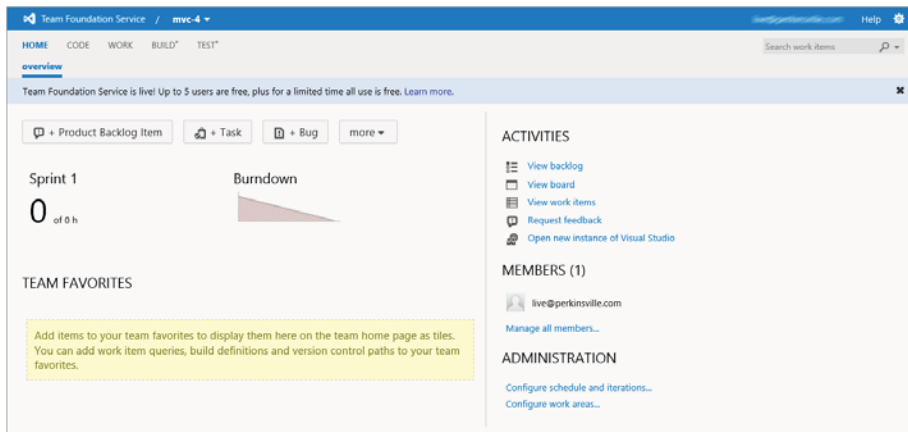 Team Foundation Service / mvc-4
Help
HOME CODE WORK BUILD* TEST*
Search work items
overview
Team Foundation Service is live! Up to 5 users are free, plus for a limited time all use is free. Learn more.
+ Product Backlog Item
+ Task
+ Bug
more
Sprint 1
0 of 0 h
Burndown
TEAM FAVORITES
Add items to your team favorites to display them here on the team home page as tiles.
You can add work item queries, build definitions and version control paths to your team
favorites.
ACTIVITIES
View backlog
View board
View work items
Request feedback
Open new instance of Visual Studio
MEMBERS (1)
live@perkinsville.com
Manage all members...
ADMINISTRATION
Configure schedule and iterations...
Configure work areas...